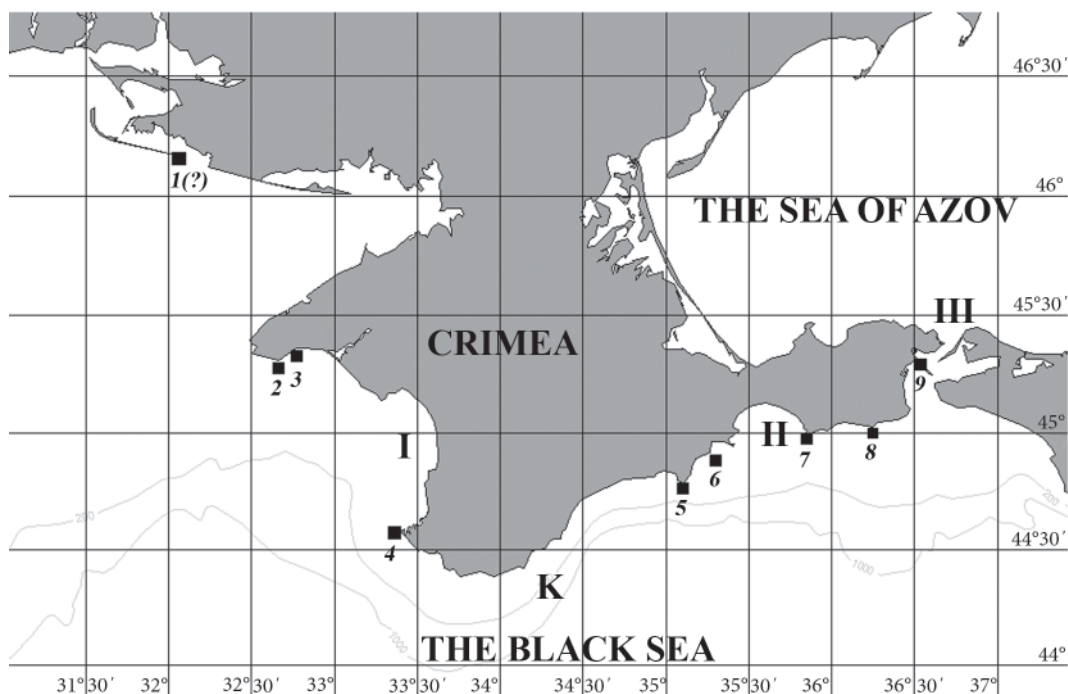 46°30′
1(?)
46°
THE SEA OF AZOV
45°30′
III
CRIMEA
2
3
9
45°
I
II
7
8
6
5
200
200
4
44°30′
1000
K
1000
THE BLACK SEA
44°
31°30′ 32° 32°30′ 33° 33°30′ 34° 34°30′ 35° 35°30′ 36° 36°30′ 37°